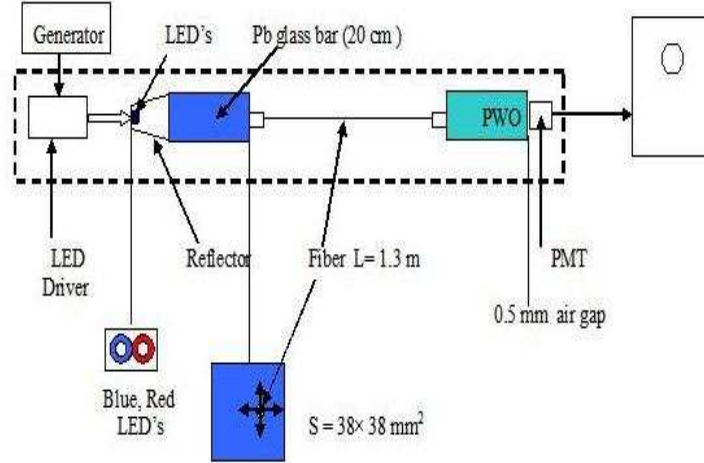 Generator
LED's
Pb glass bar (20 cm )
PWO
LED
Driver
Reflector
Fiber L= 1.3 m
PMT
0.5 mm air gap
Blue, Red
LED's
S = 38× 38 mm²